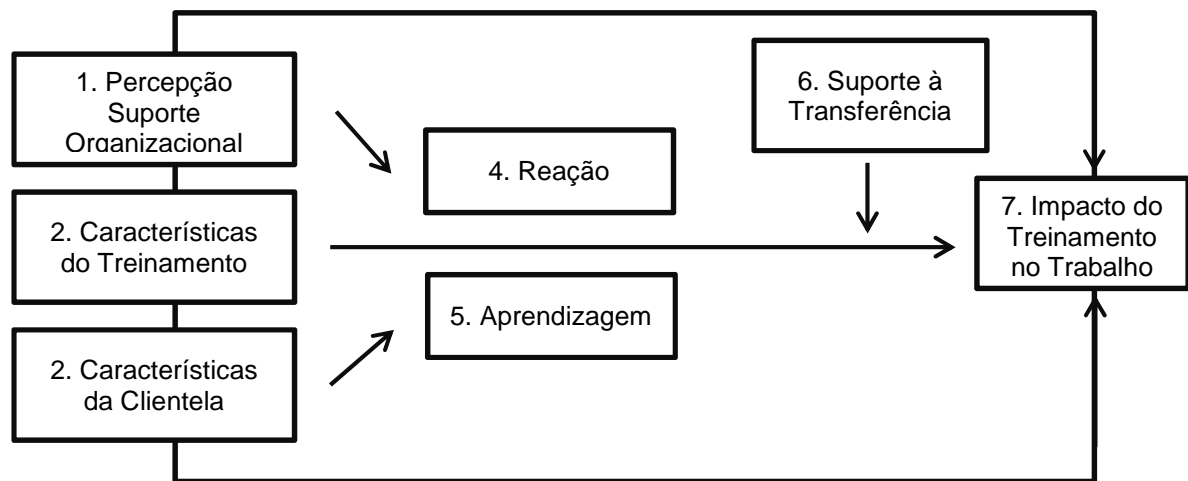 1. Percepção
Suporte
Organizacional
2. Características
do Treinamento
2. Características
da Clientela
4. Reação
5. Aprendizagem
6. Suporte à
Transferência
7. Impacto do
Treinamento
no Trabalho